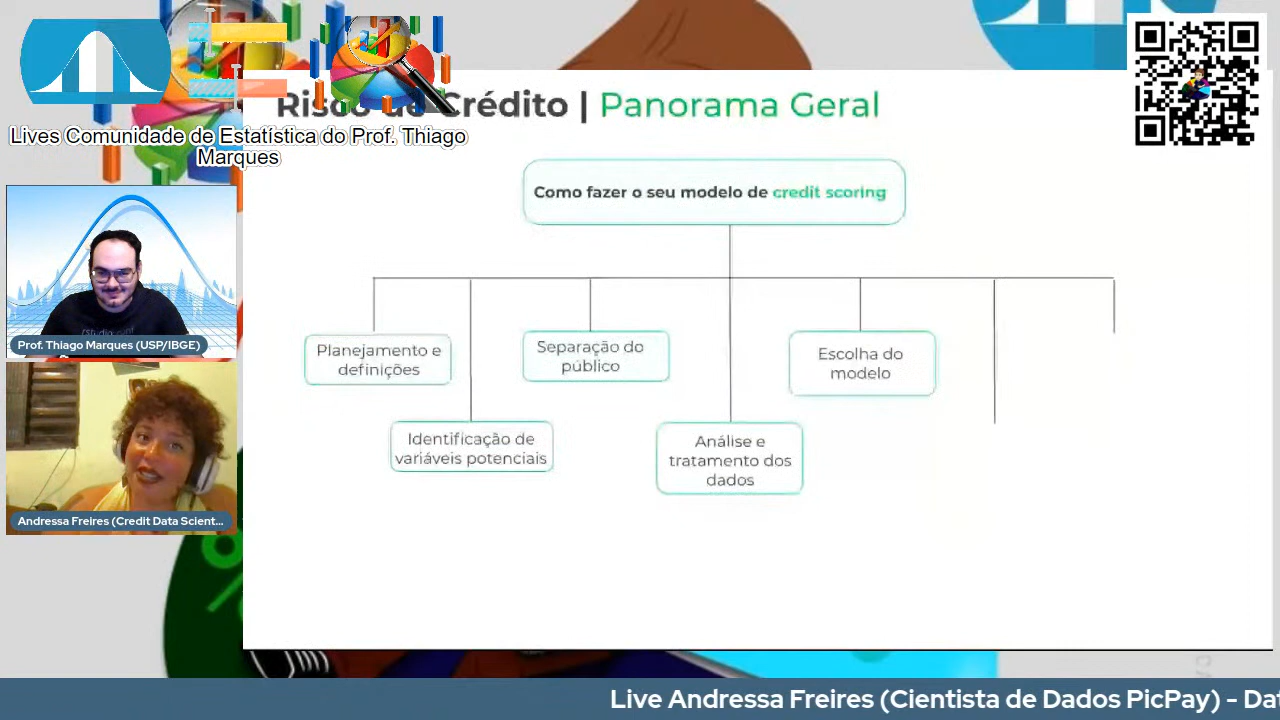 Risco de Crédito | Panorama Geral
Lives Comunidade de Estatística do Prof. Thiago
Marques
Como fazer o seu modelo de credit scoring
Planejamento e
definições
Separação do
público
Escolha do
modelo
Identificação de
variáveis potenciais
Análise e
tratamento dos
dados
Prof. Thiago Marques (USP/IBGE)
Andressa Freires (Credit Data Scient...
Live Andressa Freires (Cientista de Dados PicPay) - Dat